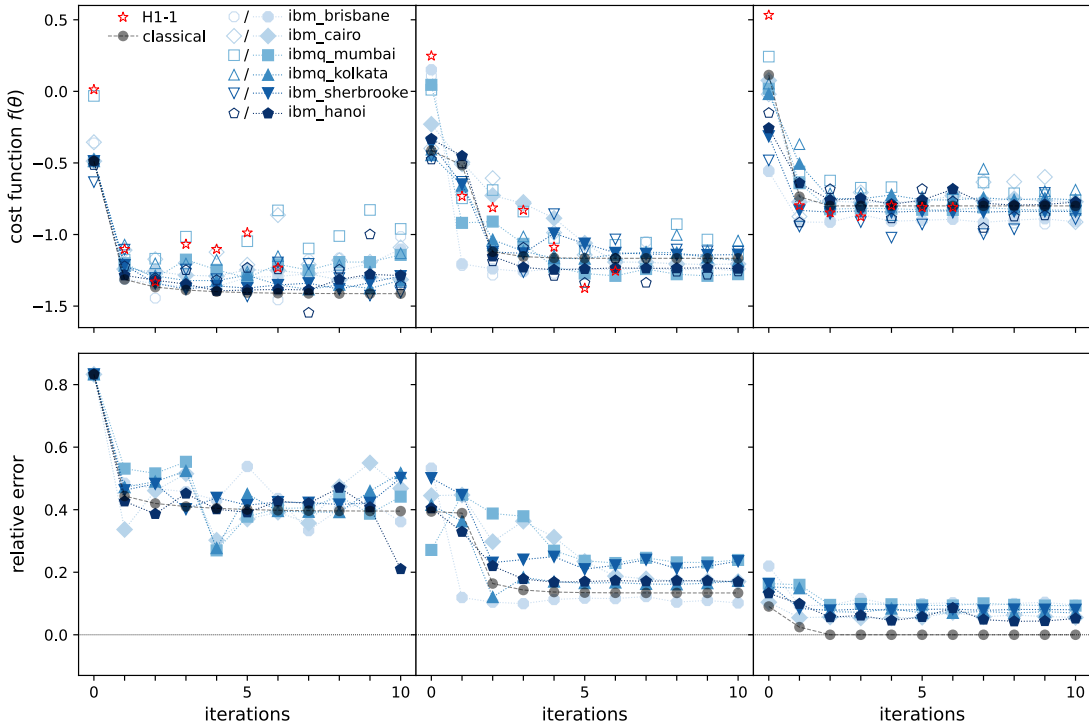 0.5
0.0
−0.5
−1.0
−1.5
cost function f(θ)
H1-1
classical
/ ibm_brisbane
/ ibm_cairo
/ ibmq_mumbai
/ ibmq_kolkata
/ ibm_sherbrooke
/ ibm_hanoi
0.8
0.6
0.4
0.2
0.0
relative error
0 5 10 0 5 10 0 5 10
iterations iterations iterations